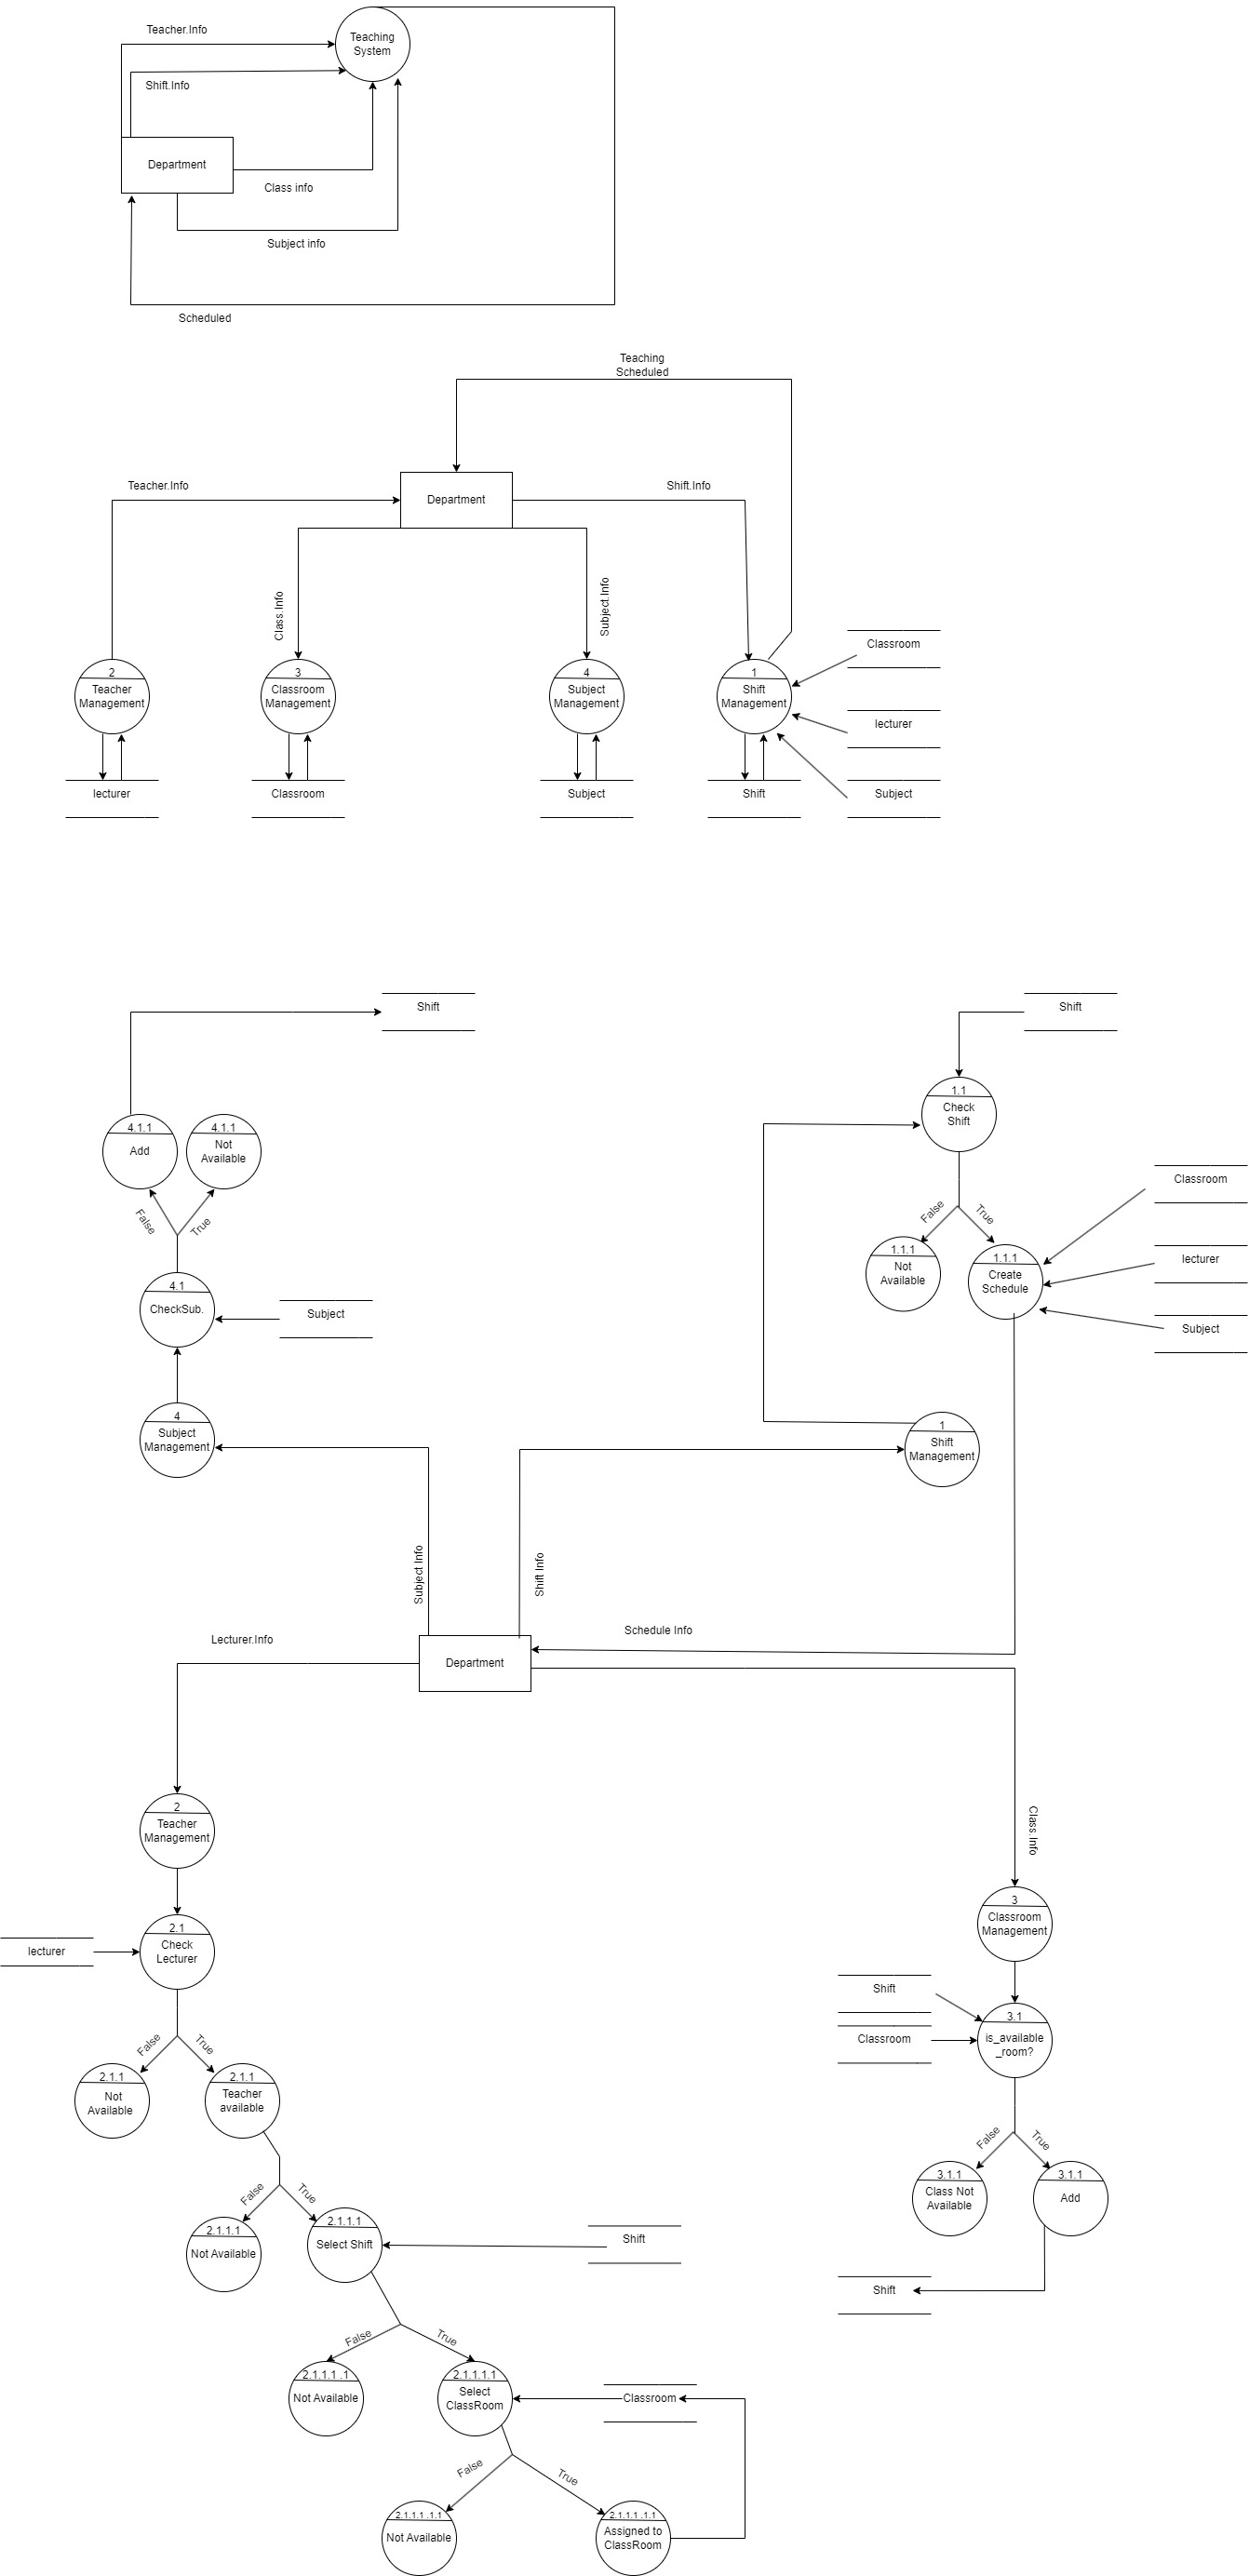 Teacher.Info
Teaching
System
Shift.Info
Department
Class info
Subject info
Scheduled
Teaching
Scheduled
Teacher.Info
Department
Shift.Info
Class.Info
Subject.Info
Classroom
2
Teacher
Management
3
Classroom
Management
4
Subject
Management
1
Shift
Management
lecturer
lecturer
Classroom
Subject
Shift
Subject
Shift
Shift
1.1
Check
Shift
4.1.1
Add
4.1.1
Not
Available
Classroom
False
True
False
True
1.1.1
Not
Available
1.1.1
Create
Schedule
lecturer
4.1
CheckSub.
Subject
Subject
4
Subject
Management
1
Shift
Management
Subject Info
Shift Info
Lecturer.Info
Schedule Info
Department
2
Teacher
Management
Class.Info
3
Classroom
Management
2.1
Check
Lecturer
lecturer
Shift
3.1
is_available
_room?
Classroom
False
True
2.1.1
Not
Available
2.1.1
Teacher
available
False
True
3.1.1
Class Not
Available
3.1.1
Add
False
True
2.1.1.1
Not Available
2.1.1.1
Select Shift
Shift
Shift
False
True
2.1.1.1 .1
Not Available
2.1.1.1.1
Select
ClassRoom
Classroom
False
True
2.1.1.1 .1.1
Not Available
2.1.1.1 .1.1
Assigned to
ClassRoom